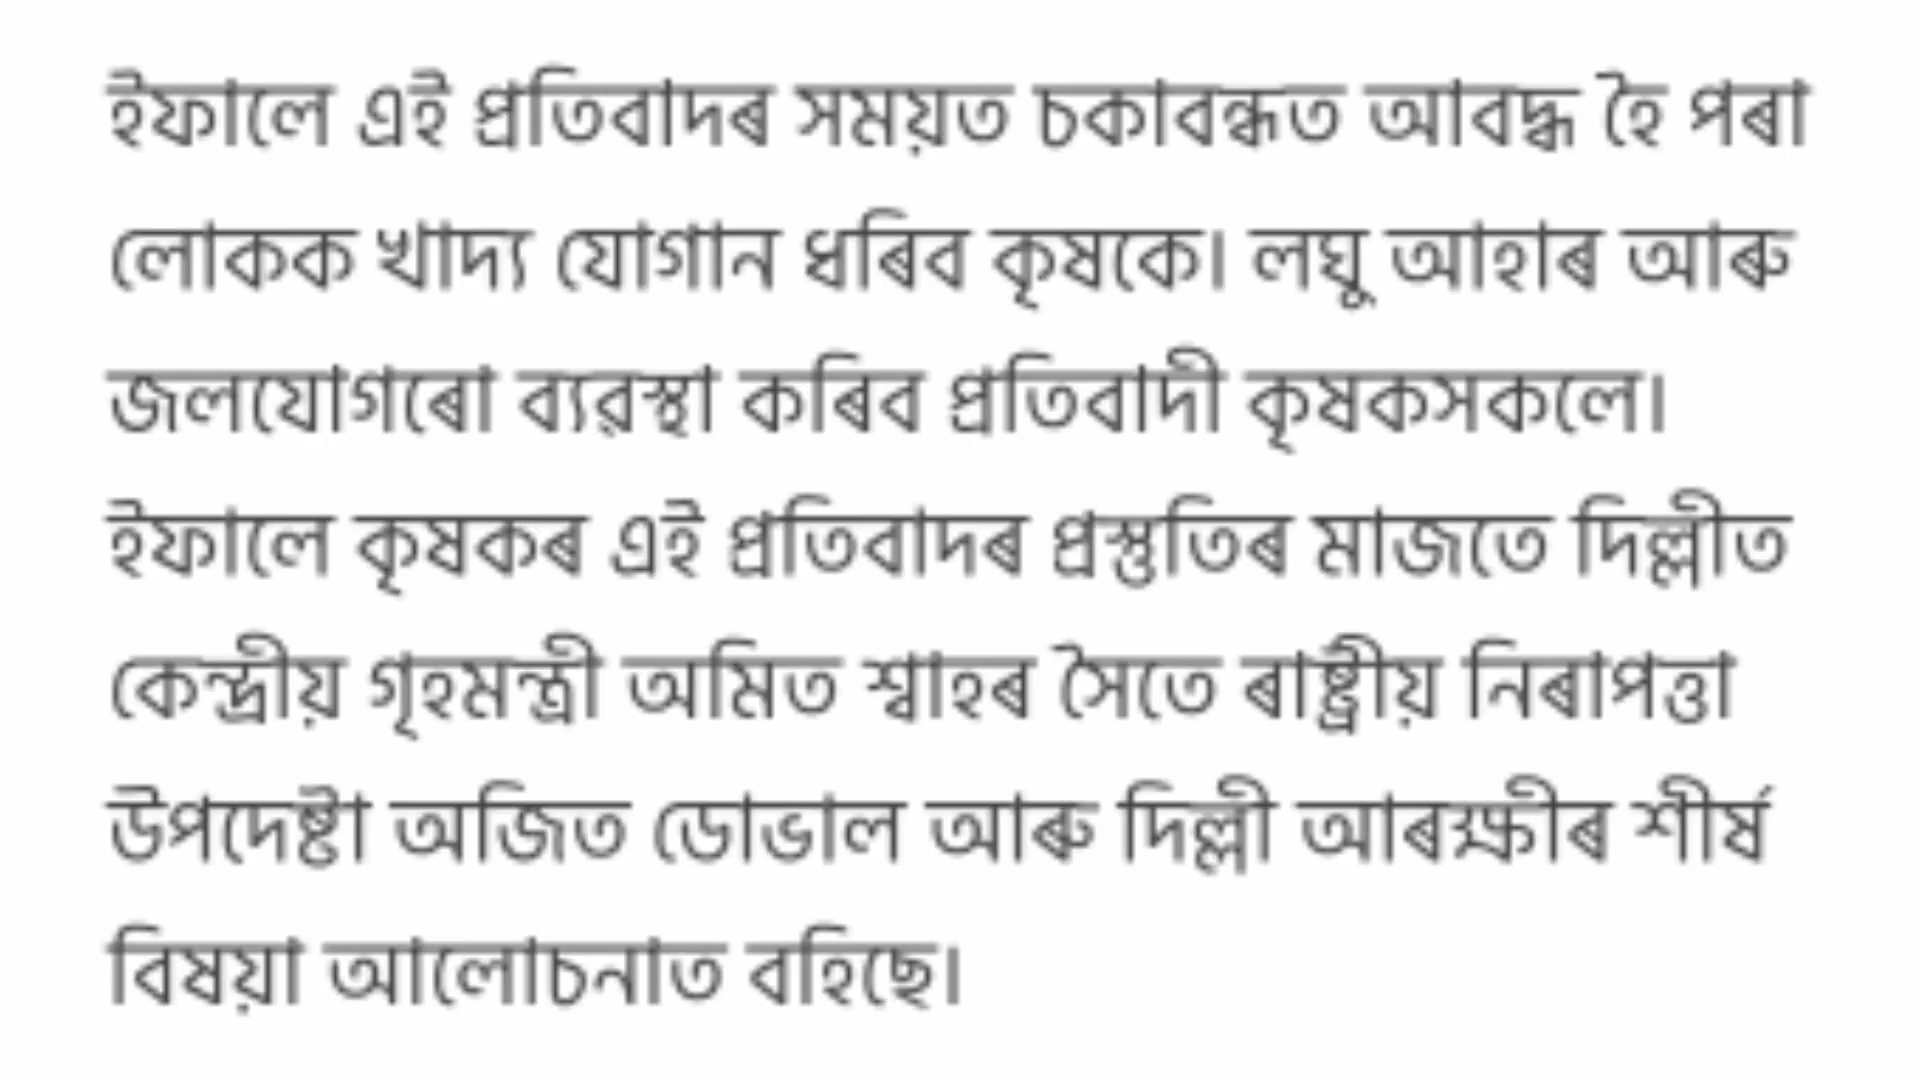 ইফালে এই প্ৰতিবাদৰ সময়ত চকাবন্ধত আবদ্ধ হৈ পৰা
লোকক খাদ্য যোগান ধৰিব কৃষকে। লঘু আহাৰ আৰু
জলযোগৰো ব্যৱস্থা কৰিব প্ৰতিবাদী কৃষকসকলে।
ইফালে কৃষকৰ এই প্ৰতিবাদৰ প্ৰস্তুতিৰ মাজতে দিল্লীত
কেন্দ্ৰীয় গৃহমন্ত্ৰী অমিত শ্বাহৰ সৈতে ৰাষ্ট্ৰীয় নিৰাপত্তা
উপদেষ্টা অজিত ডোভাল আৰু দিল্লী আৰক্ষীৰ শীৰ্ষ
বিষয়া আলোচনাত বহিছে।